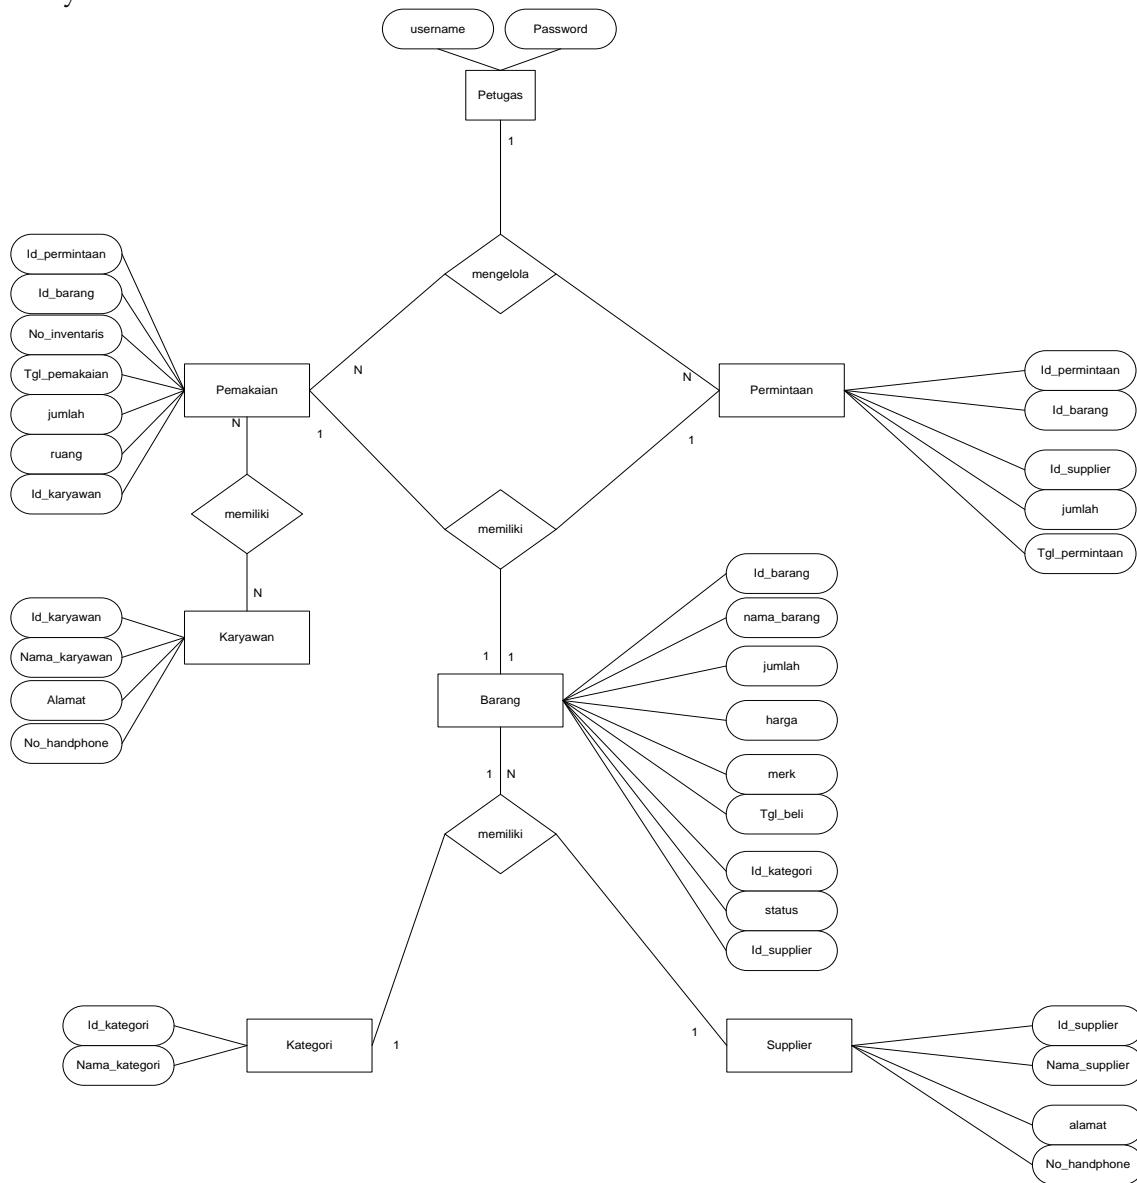 y
username
Password
Petugas
1
mengelola
Id_permintaan
Id_barang
No_inventaris
Tgl_pemakaian
jumlah
ruang
Id_karyawan
Pemakaian
N
N
Permintaan
Id_permintaan
Id_barang
Id_supplier
jumlah
Tgl_permintaan
N
1
1
memiliki
memiliki
N
Id_karyawan
Nama_karyawan
Alamat
No_handphone
Karyawan
1 1
Barang
Id_barang
nama_barang
jumlah
harga
merk
Tgl_beli
Id_kategori
status
Id_supplier
1 N
memiliki
Id_kategori
Nama_kategori
Kategori
1
1
Supplier
Id_supplier
Nama_supplier
alamat
No_handphone